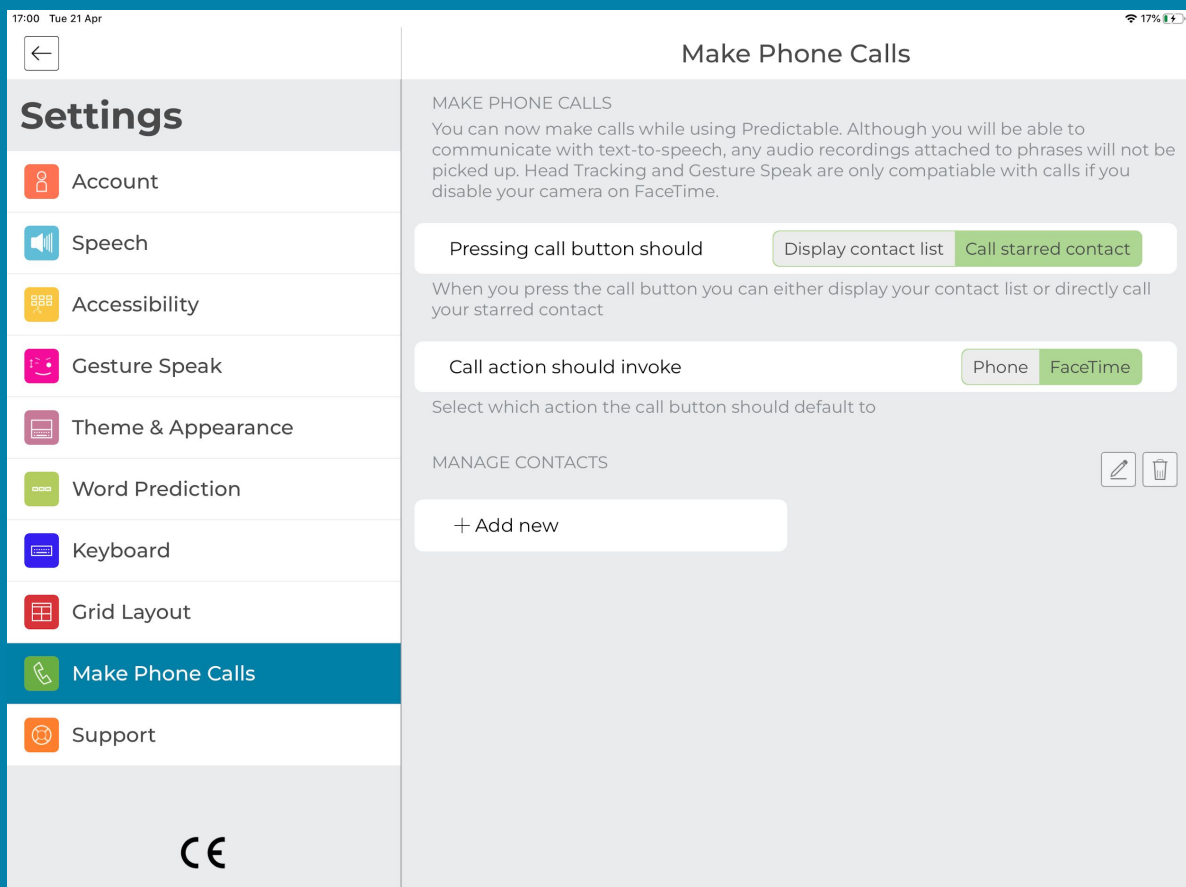 17:00 Tue 21 Apr
17%
Make Phone Calls
Settings
Account
Speech
Accessibility
Gesture Speak
Theme & Appearance
Word Prediction
Keyboard
Grid Layout
Make Phone Calls
Support
CE
MAKE PHONE CALLS
You can now make calls while using Predictable. Although you will be able to
communicate with text-to-speech, any audio recordings attached to phrases will not be
picked up. Head Tracking and Gesture Speak are only compatiable with calls if you
disable your camera on FaceTime.
Pressing call button should Display contact list Call starred contact
When you press the call button you can either display your contact list or directly call
your starred contact
Call action should invoke Phone FaceTime
Select which action the call button should default to
MANAGE CONTACTS
+ Add new